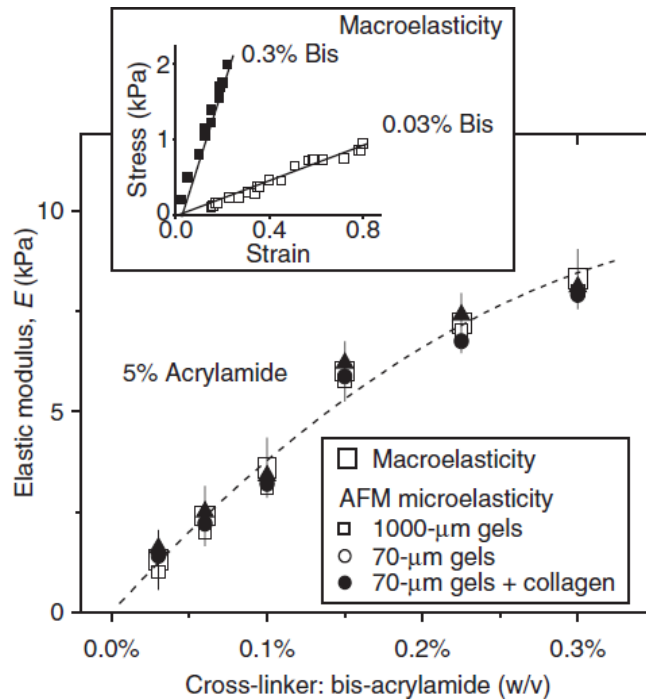 Macroelasticity
0.3% Bis
0.03% Bis
Stress (kPa)
2
1
0
0.0
0.4
0.8
Strain
Elastic modulus, E (kPa)
10
5
0
5% Acrylamide
Macroelasticity
AFM microelasticity
1000-μm gels
70-μm gels
70-μm gels + collagen
0.0%
0.1%
0.2%
0.3%
Cross-linker: bis-acrylamide (w/v)